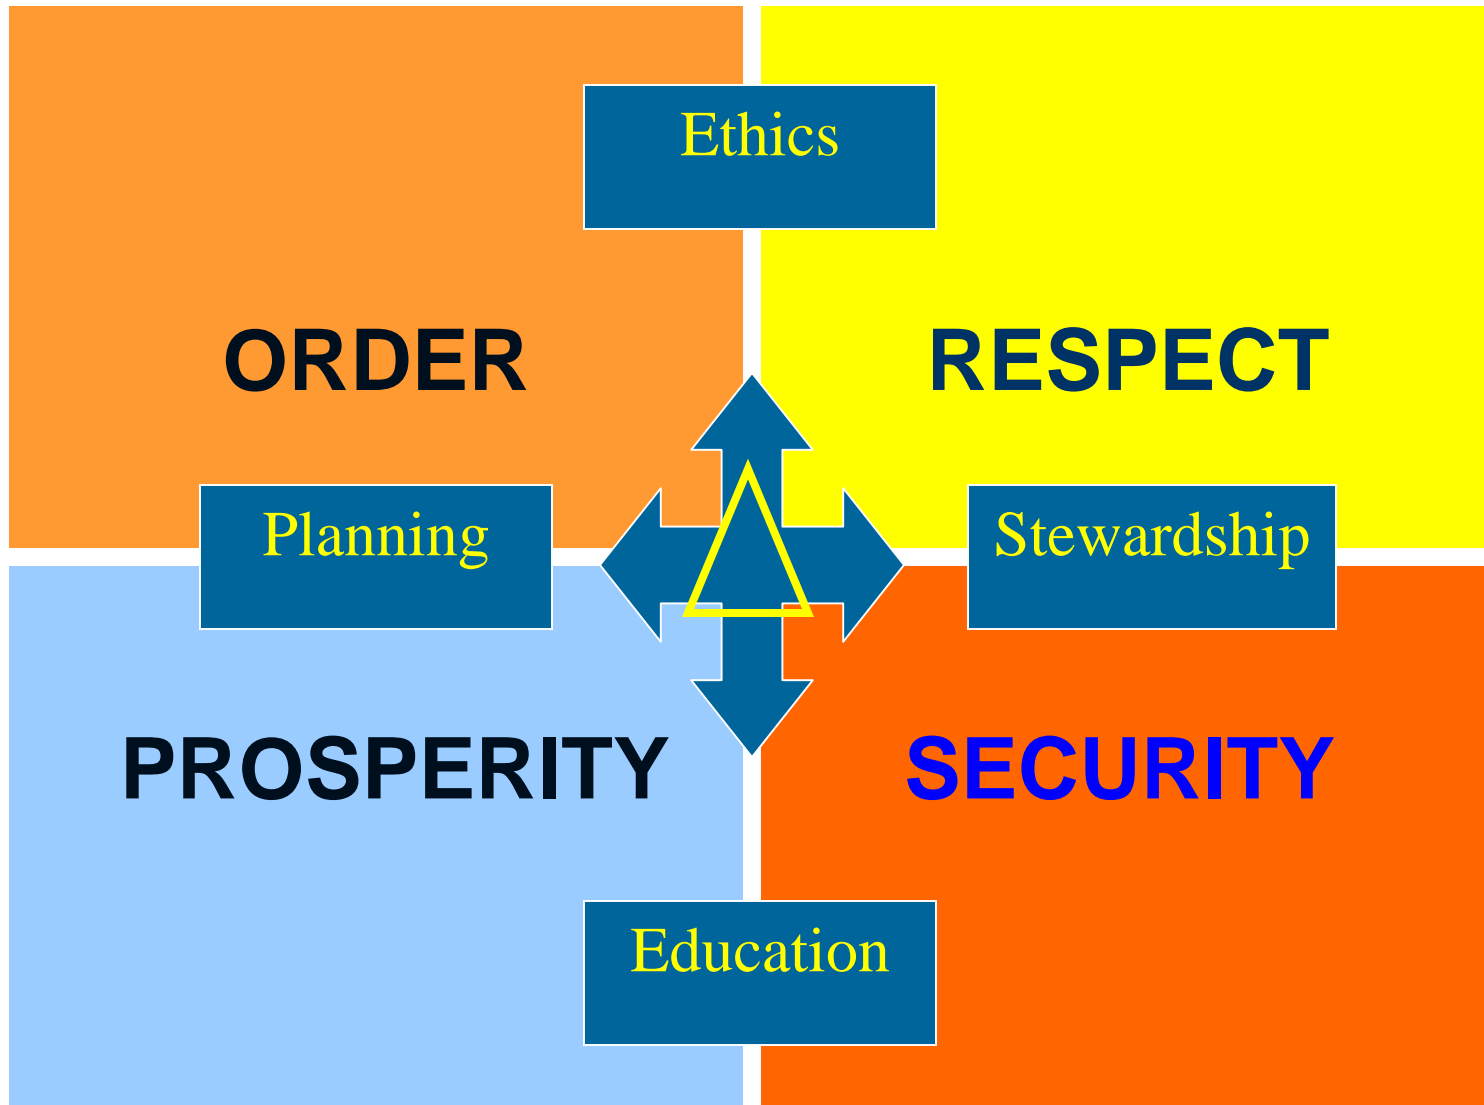 Ethics
ORDER
RESPECT
Planning
Stewardship
PROSPERITY
SECURITY
Education